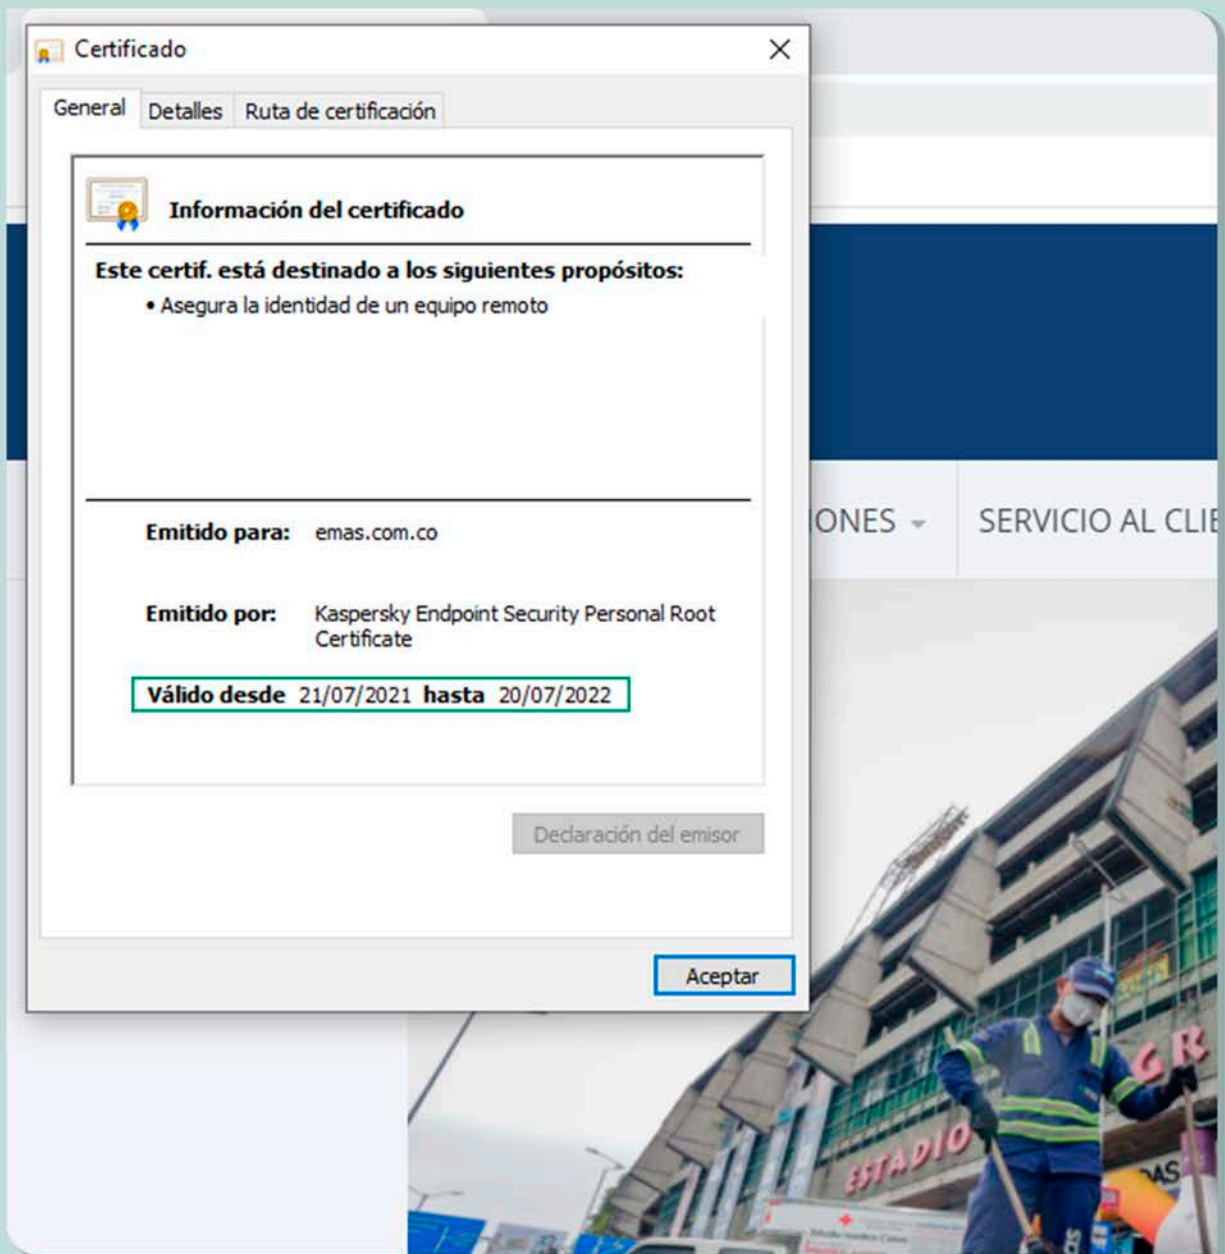 Certificado
General Detalles Ruta de certificación
Información del certificado
Este certif. está destinado a los siguientes propósitos:
• Asegura la identidad de un equipo remoto
Emitido para: emas.com.co
Emitido por: Kaspersky Endpoint Security Personal Root
Certificate
Válido desde 21/07/2021 hasta 20/07/2022
Declaración del emisor
Aceptar
IONES
SERVICIO AL CLIE
GR
ESTADIO
DAS